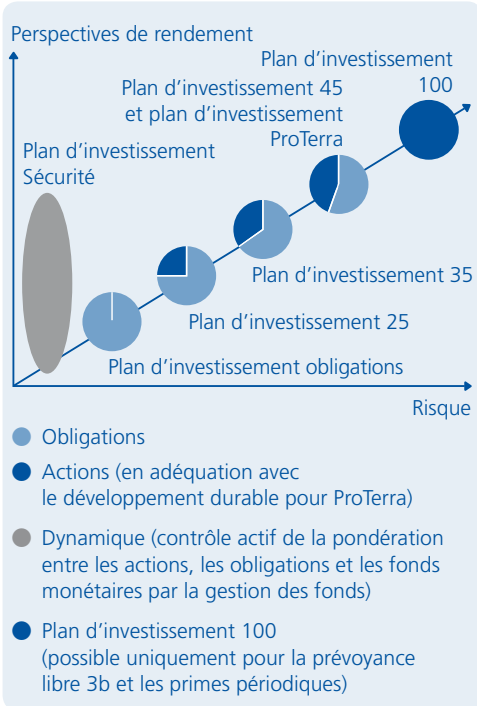 Perspectives de rendement
Plan d’investissement
100
Plan d’investissement 45
et plan d’investissement
ProTerra
Plan d’investissement
Sécurité
Plan d’investissement 35
Plan d’investissement 25
Plan d’investissement obligations
Risque
Obligations
Actions (en adéquation avec
le développement durable pour ProTerra)
Dynamique (contrôle actif de la pondération
entre les actions, les obligations et les fonds
monétaires par la gestion des fonds)
Plan d’investissement 100
(possible uniquement pour la prévoyance
libre 3b et les primes périodiques)